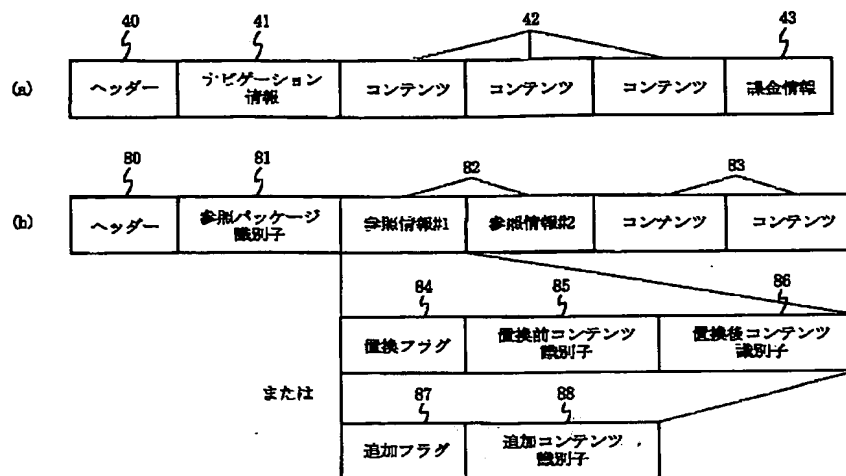 40 41 42 43
(a) ヘッダー ナビゲーション情報 コンテンツ コンテンツ コンテンツ 課金情報
80 81 82 83
(b) ヘッダー 参照パッケージ識別子 参照情報#1 参照情報#2 コンテンツ コンテンツ
84 85 86
置換フラグ 置換前コンテンツ識別子 置換後コンテンツ識別子
または
87 88
追加フラグ 追加コンテンツ識別子